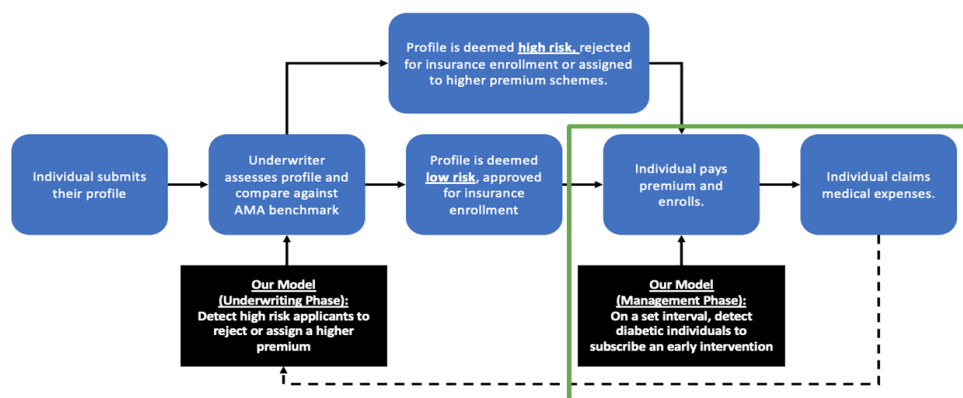 Profile is deemed high risk, rejected
for insurance enrollment or assigned
to higher premium schemes.
Individual submits
their profile
Underwriter
assesses profile and
compare against
AMA benchmark
Profile is deemed
low risk, approved
for insurance
enrollment
Individual pays
premium and
enrolls.
Individual claims
medical expenses.
Our Model
(Underwriting Phase):
Detect high risk applicants to
reject or assign a higher
premium
Our Model
(Management Phase):
On a set interval, detect
diabetic individuals to
subscribe an early intervention